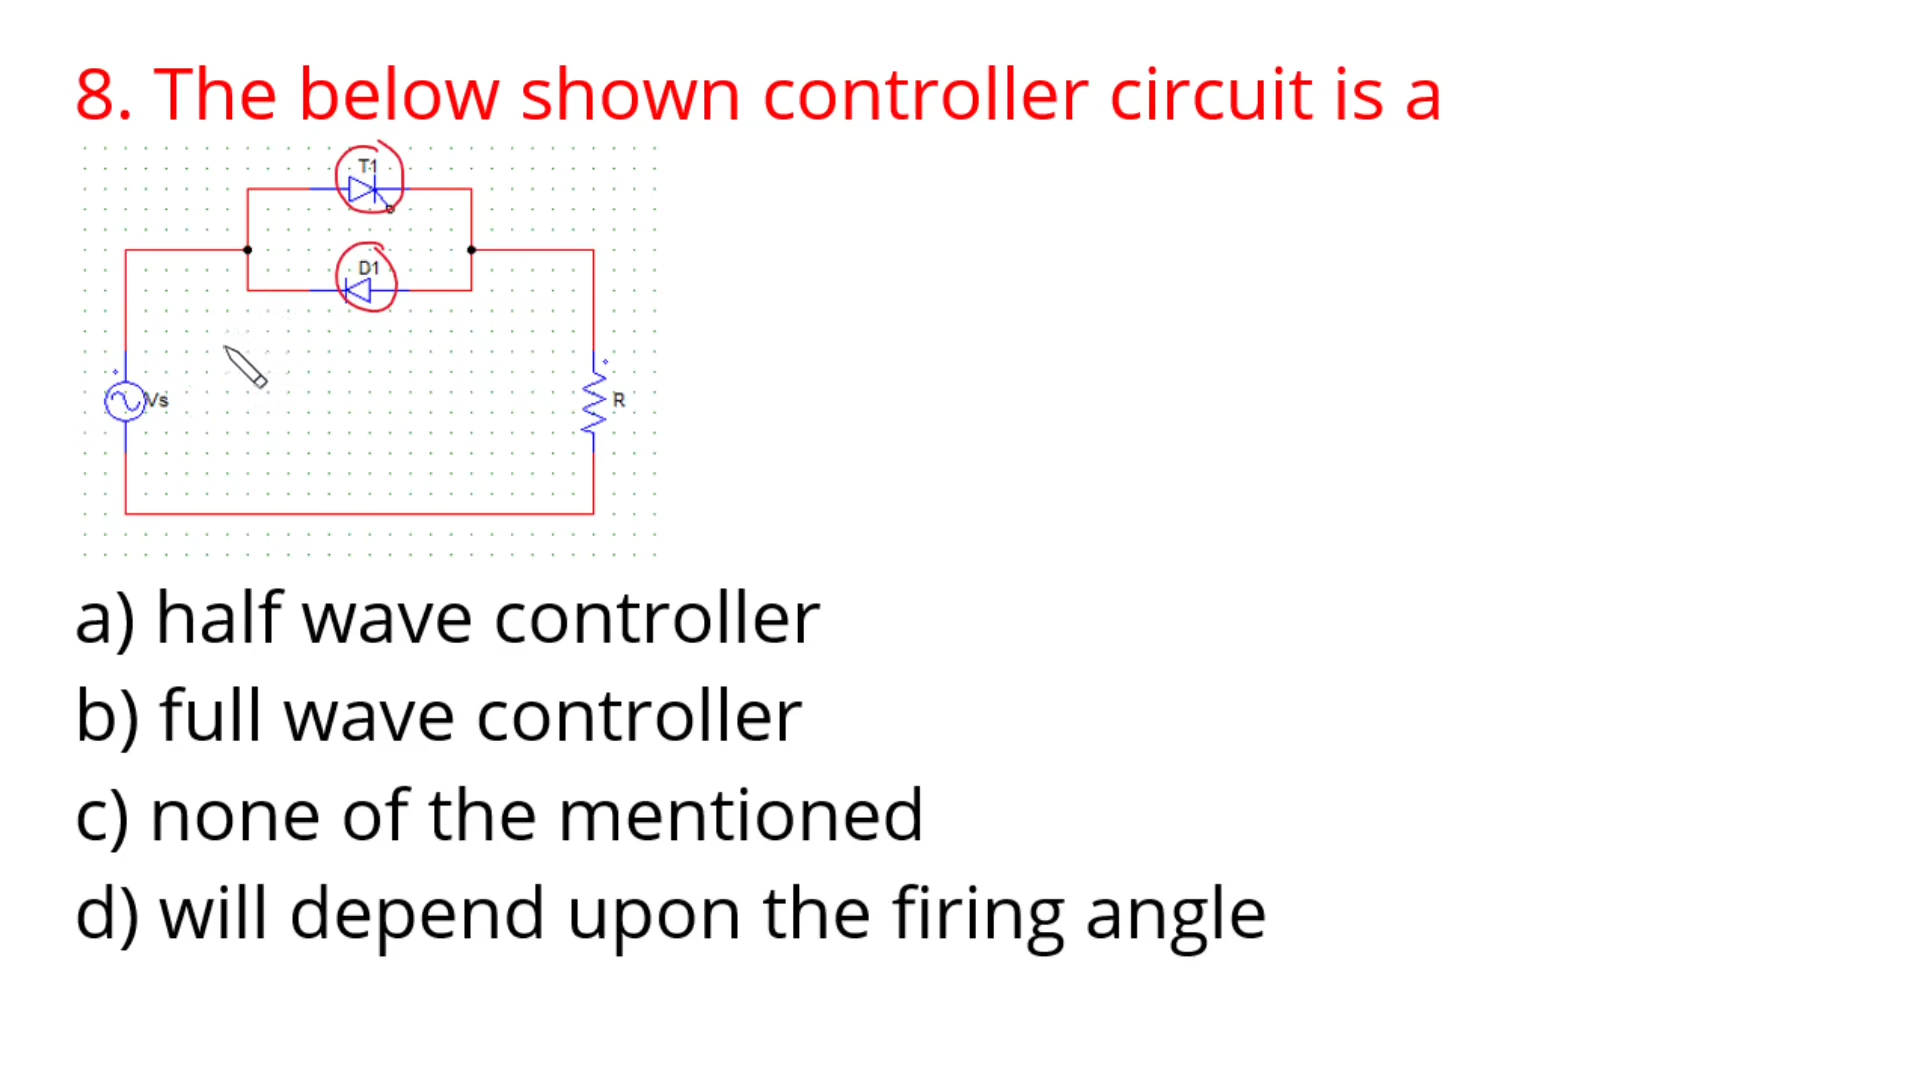 8. The below shown controller circuit is a
T1
D1
Vs
R
a) half wave controller
b) full wave controller
c) none of the mentioned
d) will depend upon the firing angle